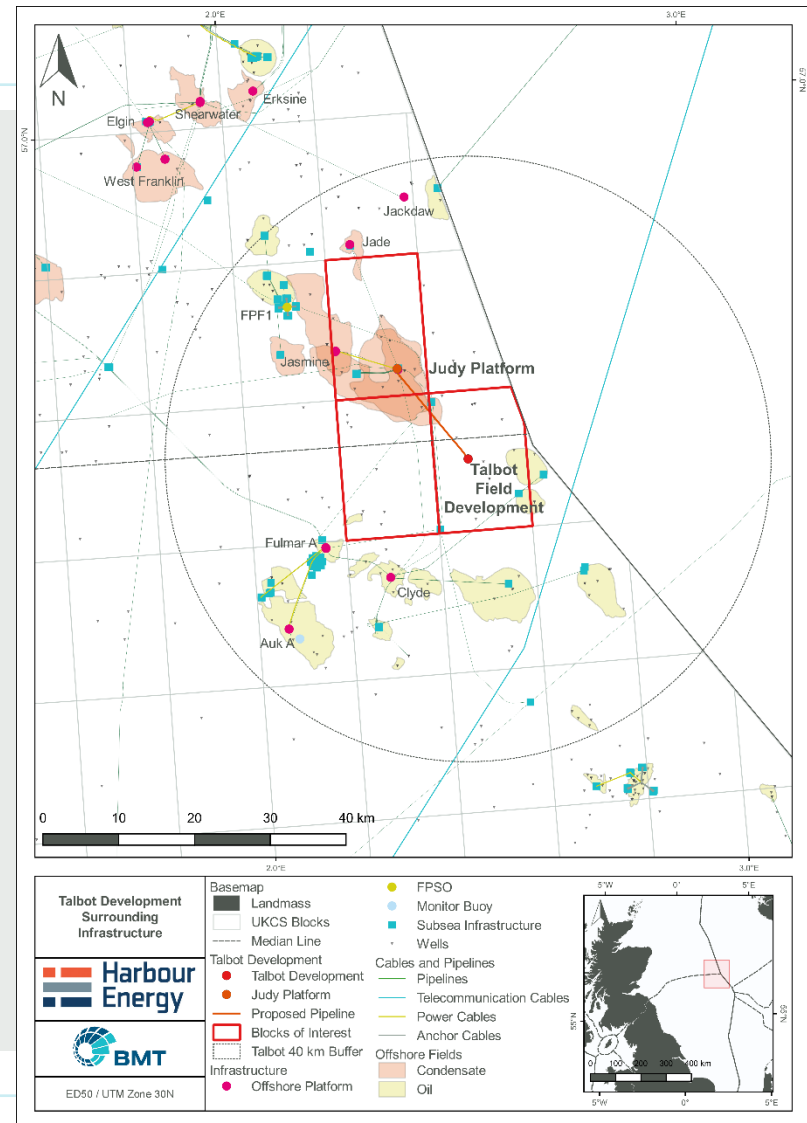 2.0°E
3.0°E
57.0°N
57.0°N
N
Erksine
Shearwater
Elgin
West Franklin
Jackdaw
Jade
FPF1
Jasmine
Judy Platform
Talbot
Field
Development
Fulmar A
Clyde
Auk A
0 10 20 30 40 km
2.0°E
3.0°E
Talbot Development
Surrounding
Infrastructure
Harbour
Energy
BMT
ED50 / UTM Zone 30N
Basemap
Landmass
UKCS Blocks
Median Line
Talbot Development
Talbot Development
Judy Platform
Proposed Pipeline
Blocks of Interest
Talbot 40 km Buffer
Infrastructure
Offshore Platform
FPSO
Monitor Buoy
Subsea Infrastructure
Wells
Cables and Pipelines
Pipelines
Telecommunication Cables
Power Cables
Anchor Cables
Offshore Fields
Condensate
Oil
5°W
0°
5°E
55°N
55°N
0 100 200 300 400 km
5°W
0°
5°E